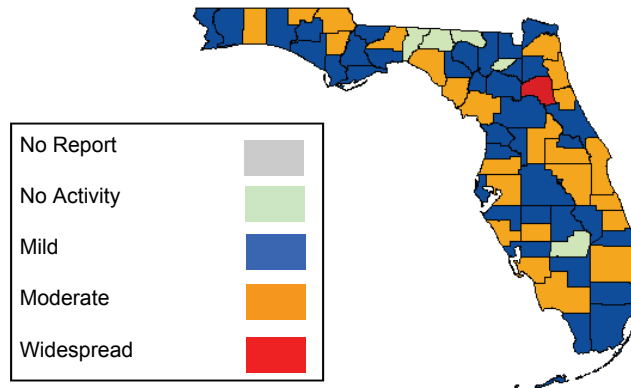 No Report
No Activity
Mild
Moderate
Widespread